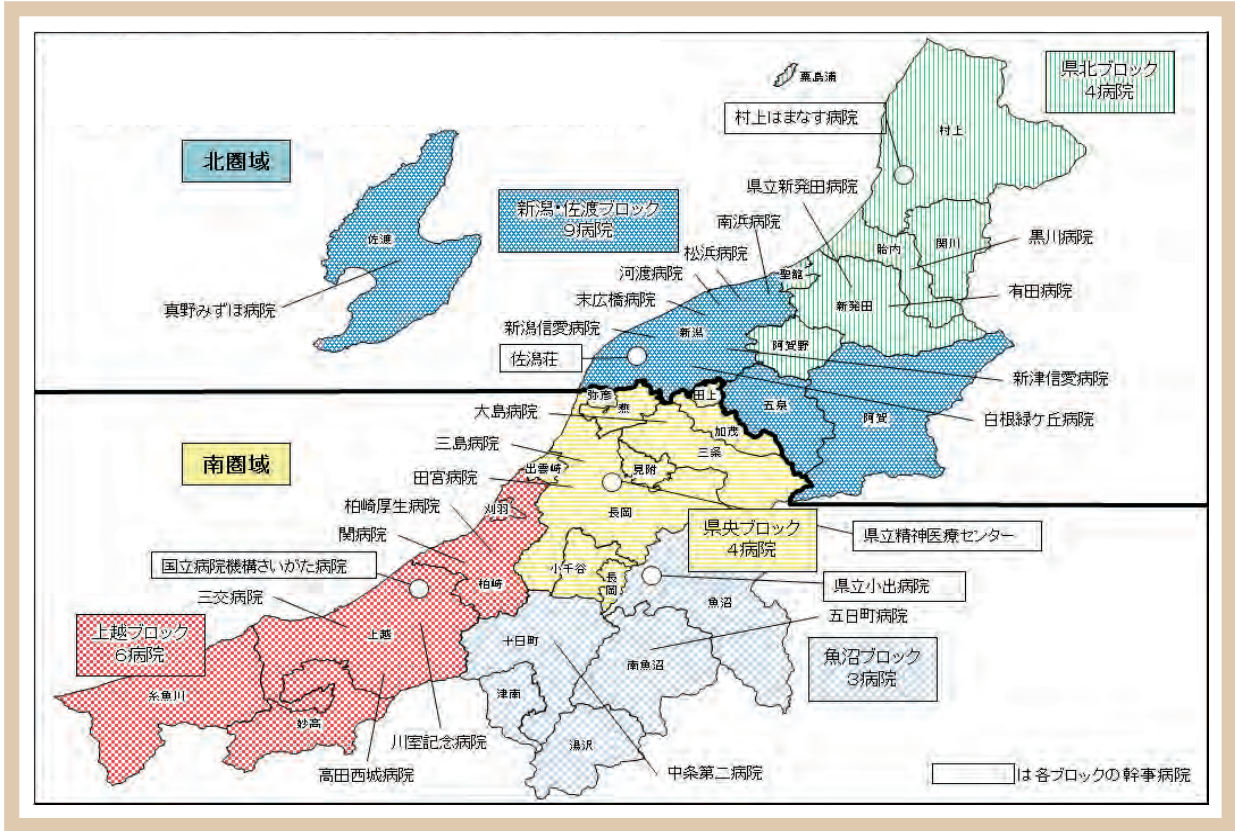 粟島浦
県北ブロック
4病院
村上はまなす病院
村上
北圏域
県立新発田病院
新潟・佐渡ブロック
9病院
南浜病院
佐渡
胎内
関川
黒川病院
松浜病院
河渡病院
聖籠
真野みずほ病院
末広橋病院
新発田
有田病院
新潟信愛病院
新潟
阿賀野
佐潟荘
新津信愛病院
弥彦
燕
田上
五泉
阿賀
白根緑ケ丘病院
大島病院
加茂
三島病院
三条
南圏域
出雲崎
見附
田宮病院
刈羽
長岡
柏崎厚生病院
県央ブロック
4病院
県立精神医療センター
関病院
国立病院機構さいがた病院
小千谷
長岡
県立小出病院
柏崎
魚沼
三交病院
五日町病院
上越ブロック
6病院
上越
十日町
南魚沼
魚沼ブロック
3病院
糸魚川
津南
妙高
川室記念病院
湯沢
高田西城病院
中条第二病院
は各ブロックの幹事病院